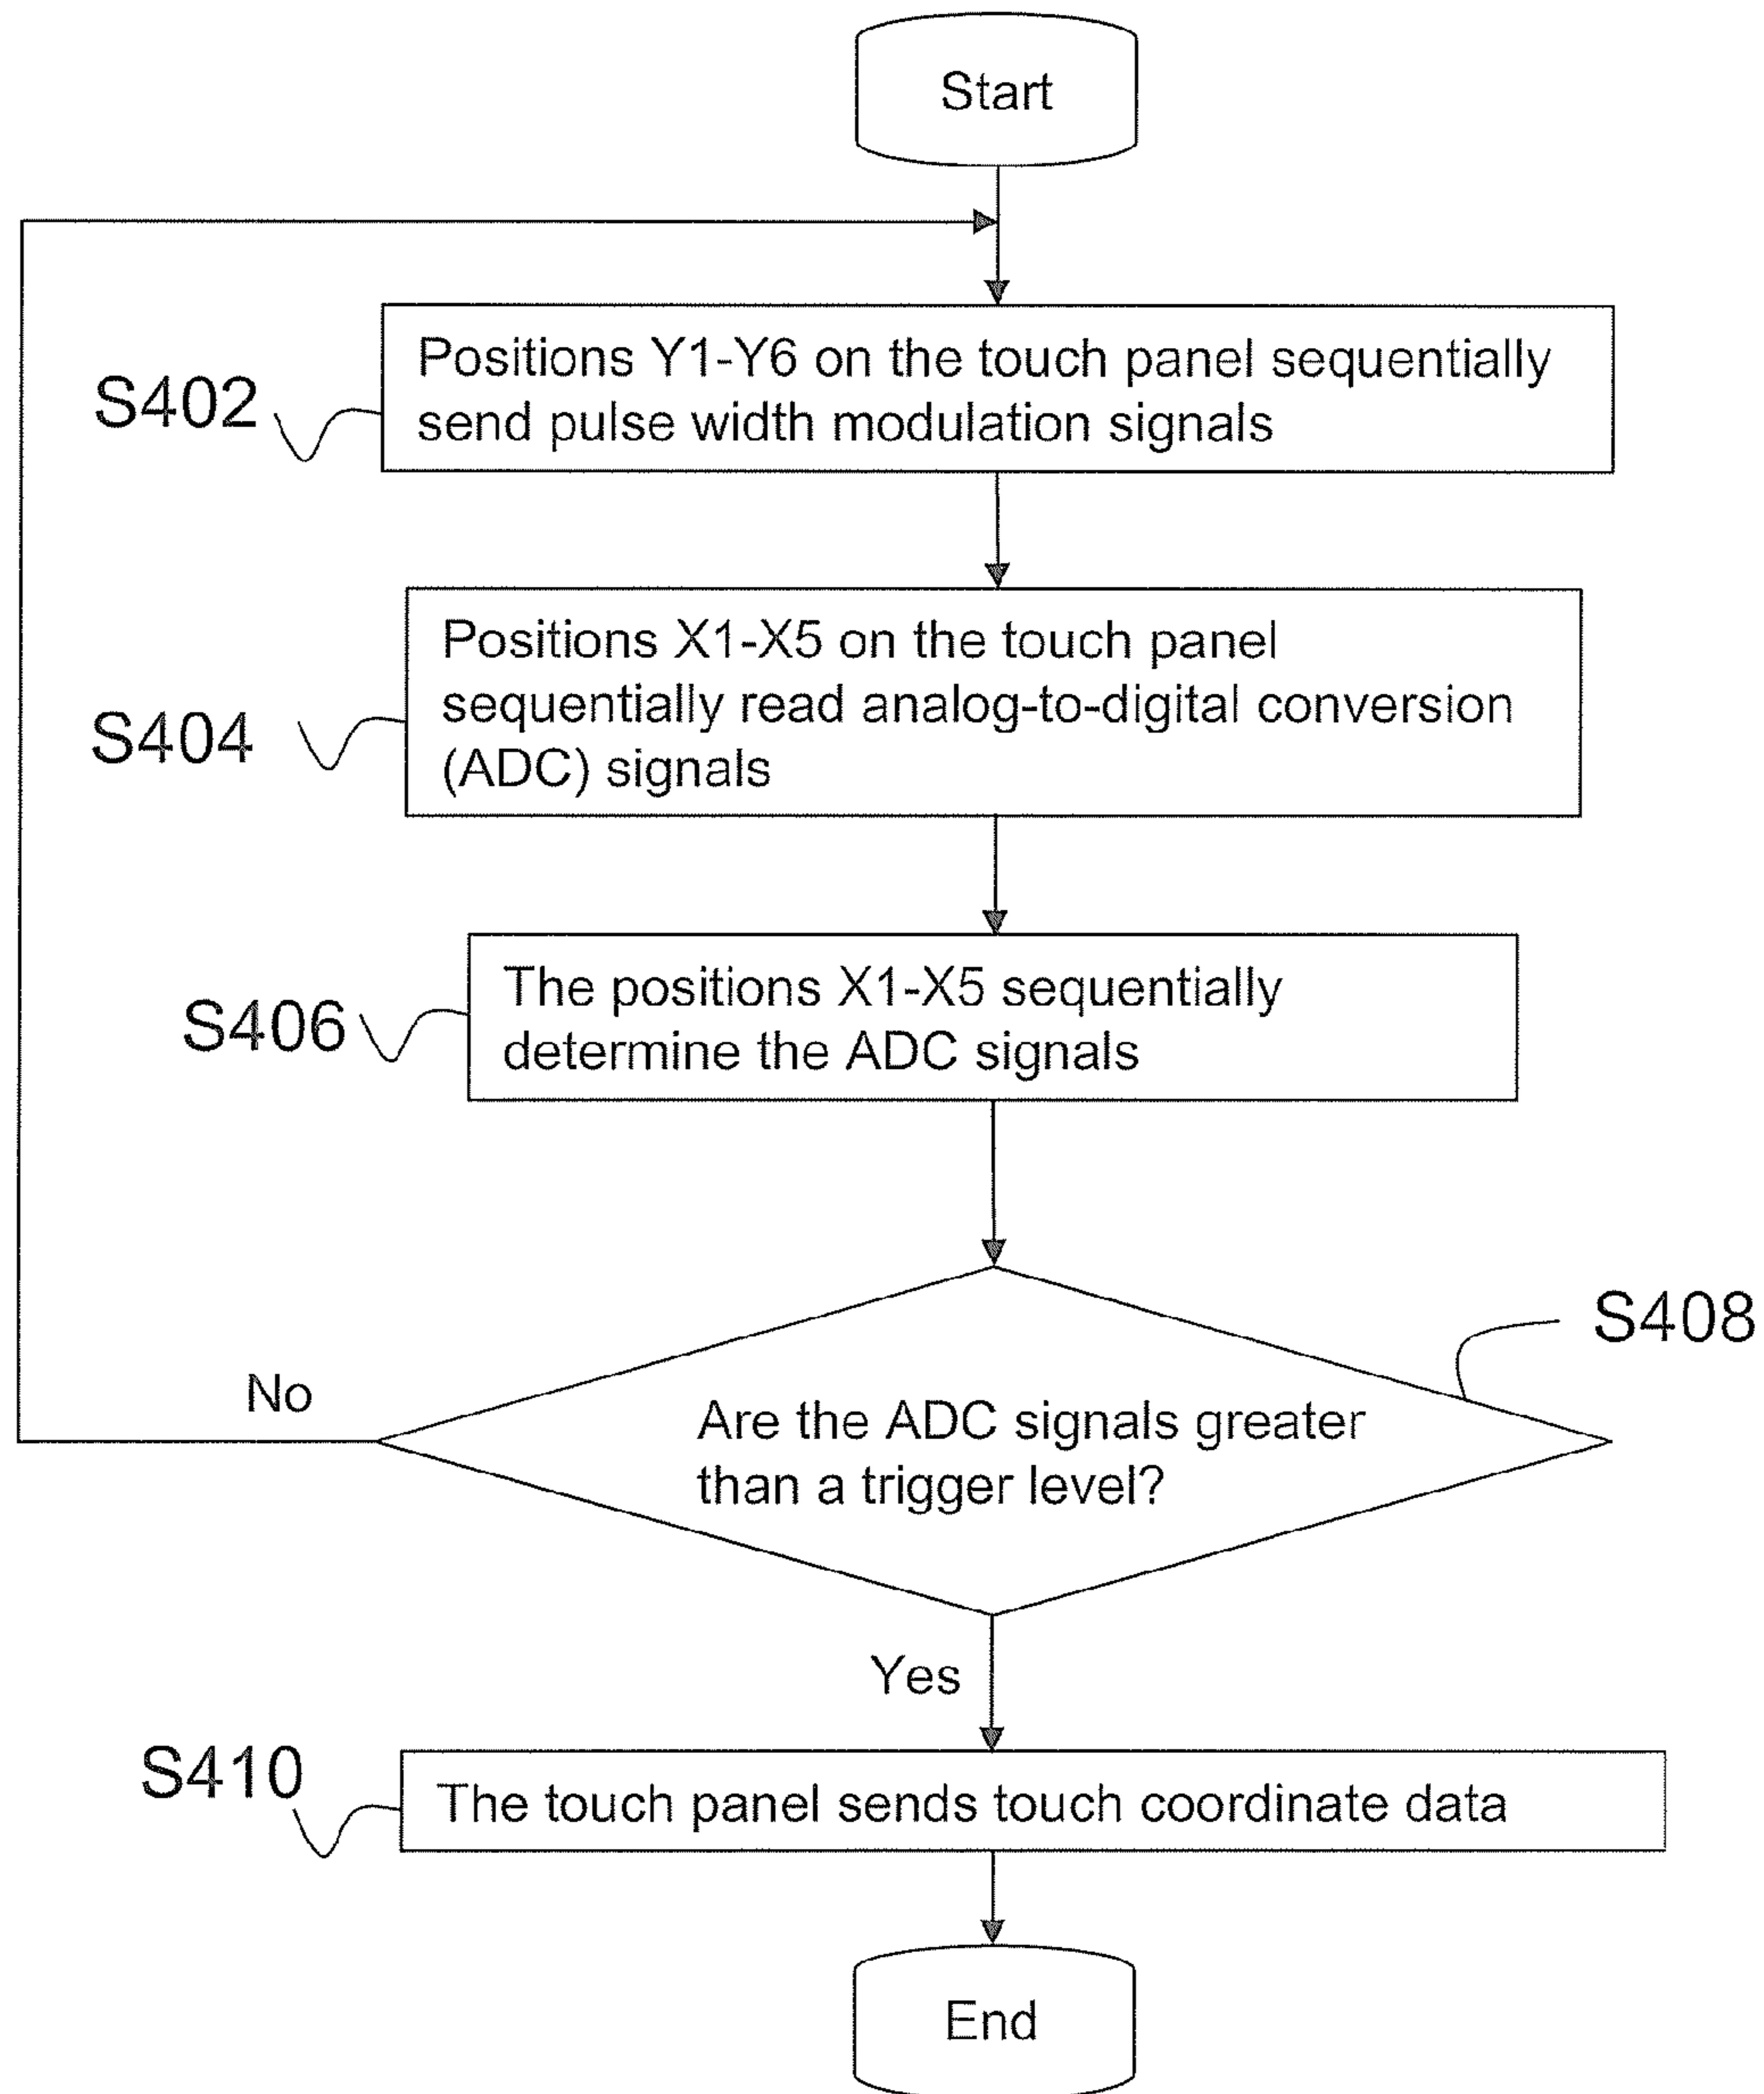 Start
S402
Positions Y1-Y6 on the touch panel sequentially
send pulse width modulation signals
S404
Positions X1-X5 on the touch panel
sequentially read analog-to-digital conversion
(ADC) signals
S406
The positions X1-X5 sequentially
determine the ADC signals
S408
No
Are the ADC signals greater
than a trigger level?
Yes
S410
The touch panel sends touch coordinate data
End